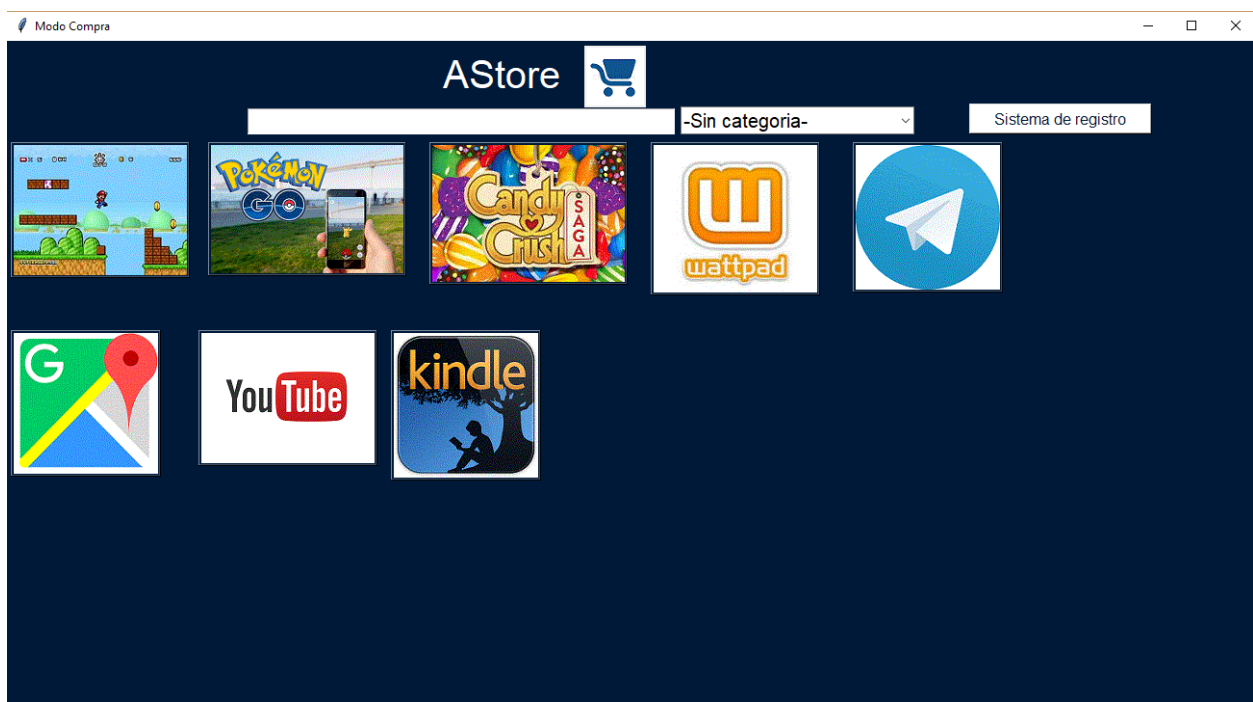 Modo Compra
AStore
-Sin categoria-
Sistema de registro
POKÉMON
GO
Candy
Crush
SAGA
wattpad
G
YouTube
kindle